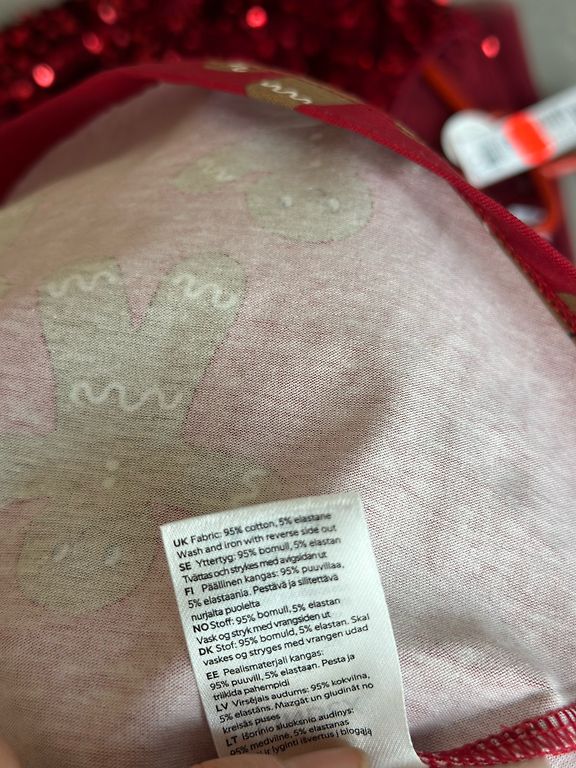 UK Fabric: 95% cotton, 5% elastane
Wash and iron with reverse side out
SE Yttertyg: 95% bomull, 5% elastan
Tvättas och strykes med avigsidan ut
FI Päällinen kangas: 95% puuvillaa,
5% elastaania. Pestävä ja silitettävä
nurjalta puolelta
NO Stoff: 95% bomull, 5% elastan
Vask og stryk med vrangsiden ut
DK Stof: 95% bomuld, 5% elastan. Skal
vaskes og stryges med vrangen udad
EE Pealismaterjali kangas:
95% puuvill, 5% elastaan. Pesta ja
triikida pahempidi
LV Virsējais audums: 95% kokvilna,
5% elastāns. Mazgāt un gludināt no
kreisās puses
LT Išorinio sluoksnio audinys:
95% medvilnė, 5% elastanas
ir lyginti išvertus į blogąją